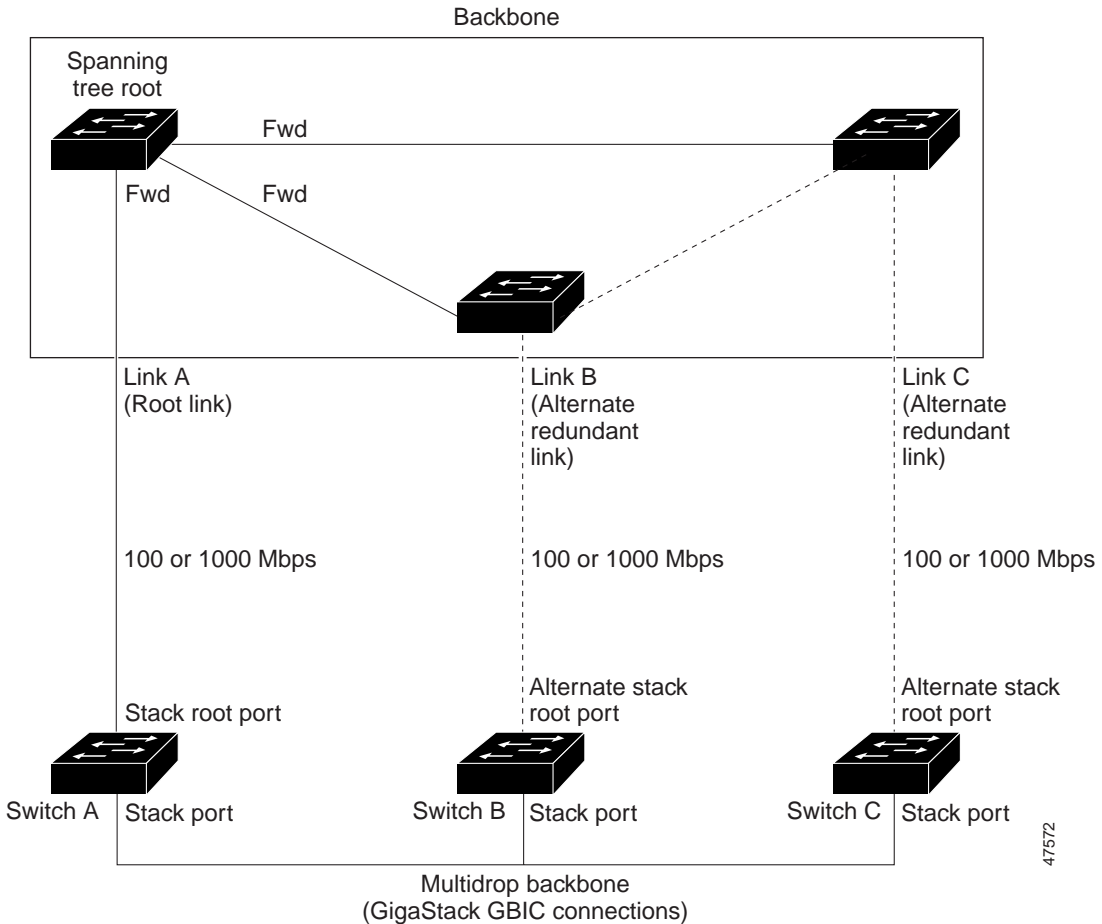 Backbone
Spanning
tree root
Fwd
Fwd
Fwd
Link A
(Root link)
Link B
(Alternate
redundant
link)
Link C
(Alternate
redundant
link)
100 or 1000 Mbps
100 or 1000 Mbps
100 or 1000 Mbps
Stack root port
Alternate stack
root port
Alternate stack
root port
Switch A
Stack port
Switch B
Stack port
Switch C
Stack port
47572
Multidrop backbone
(GigaStack GBIC connections)